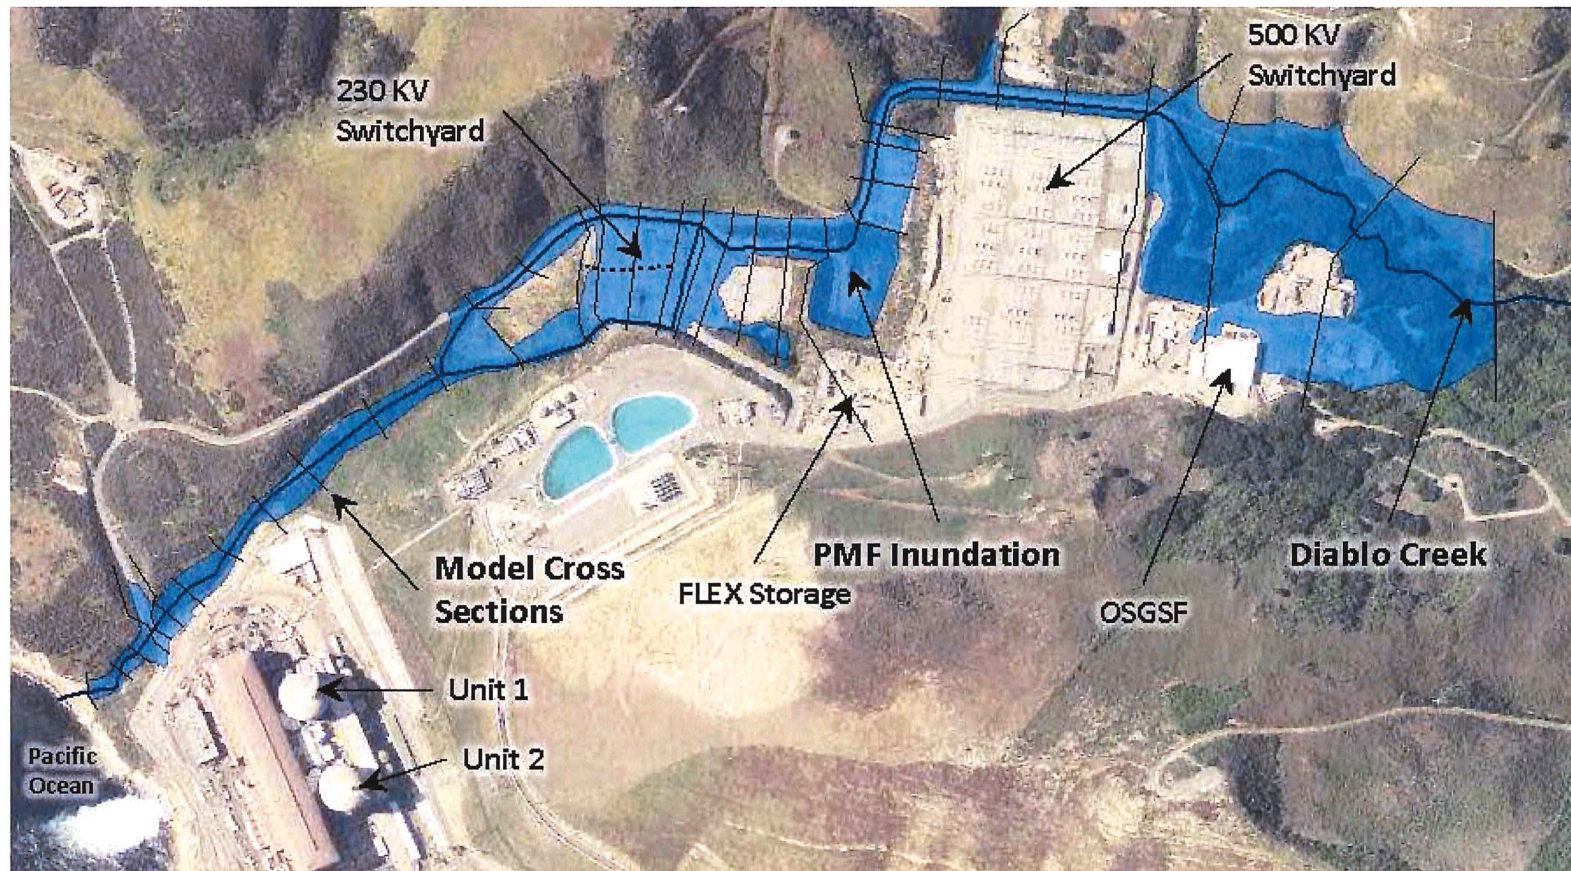 500 KV
Switchyard
230 KV
Switchyard
Model Cross
Sections
FLEX Storage
PMF Inundation
Diablo Creek
OSGSF
Unit 1
Unit 2
Pacific
Ocean